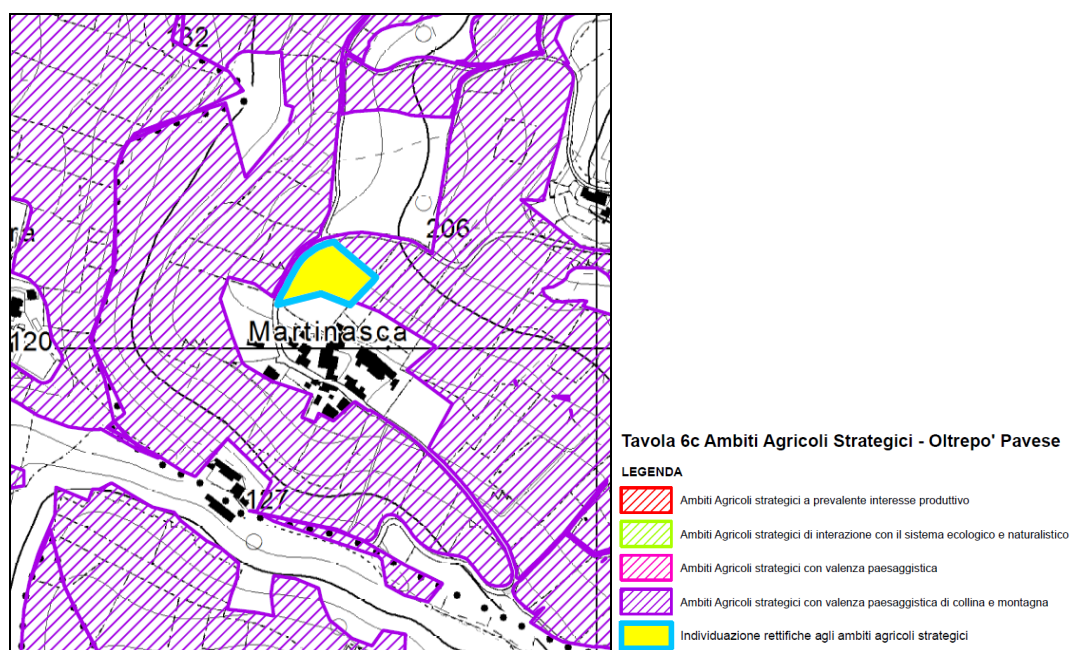 132
ra
206
Martinasca
120
127
Tavola 6c Ambiti Agricoli Strategici - Oltrepo' Pavese
LEGENDA
Ambiti Agricoli strategici a prevalente interesse produttivo
Ambiti Agricoli strategici di interazione con il sistema ecologico e naturalistico
Ambiti Agricoli strategici con valenza paesaggistica
Ambiti Agricoli strategici con valenza paesaggistica di collina e montagna
Individuazione rettifiche agli ambiti agricoli strategici